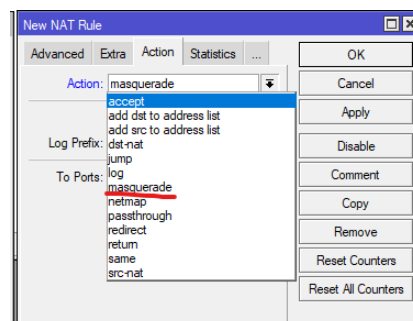 New NAT Rule
Advanced Extra Action Statistics ...
Action: masquerade
accept
add dst to address list
add src to address list
dst-nat
jump
log
masquerade
netmap
passthrough
redirect
return
same
src-nat
Log Prefix:
To Ports:
OK
Cancel
Apply
Disable
Comment
Copy
Remove
Reset Counters
Reset All Counters